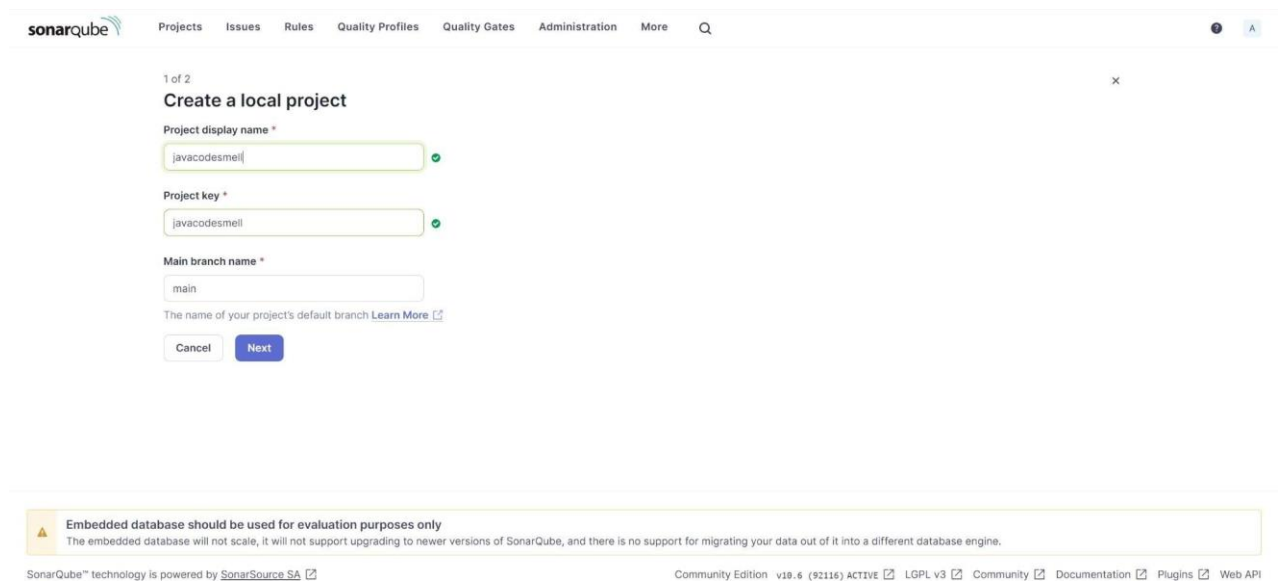 sonarqube Projects Issues Rules Quality Profiles Quality Gates Administration More ? A
1 of 2
Create a local project
Project display name *
javacodesmell
Project key *
javacodesmell
Main branch name *
main
The name of your project's default branch Learn More
Cancel Next
Embedded database should be used for evaluation purposes only
The embedded database will not scale, it will not support upgrading to newer versions of SonarQube, and there is no support for migrating your data out of it into a different database engine.
SonarQube™ technology is powered by SonarSource SA Community Edition v10.6 (92116) ACTIVE LGPL v3 Community Documentation Plugins Web API